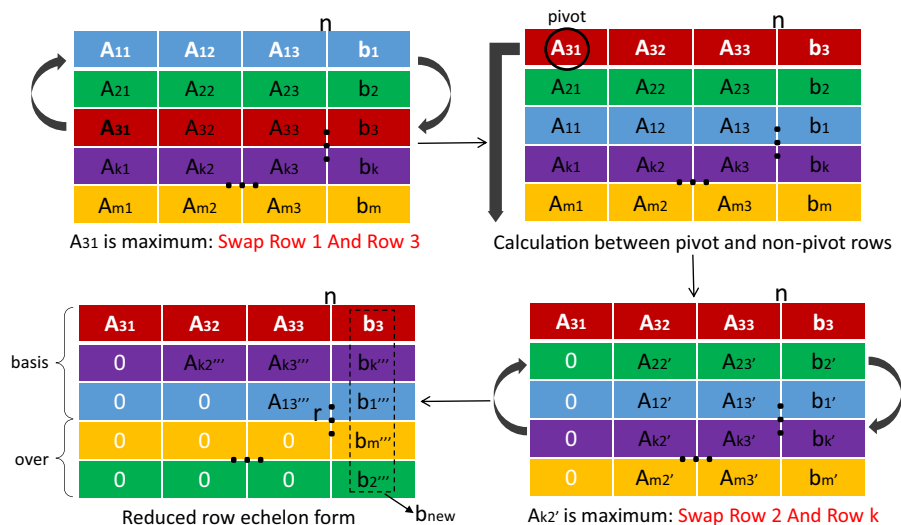 n
A11 A12 A13 b1
A21 A22 A23 b2
A31 A32 A33 b3
Ak1 Ak2 Ak3 bk
Am1 Am2 Am3 bm
A31 is maximum: Swap Row 1 And Row 3
pivot
n
A31 A32 A33 b3
A21 A22 A23 b2
A11 A12 A13 b1
Ak1 Ak2 Ak3 bk
Am1 Am2 Am3 bm
Calculation between pivot and non-pivot rows
n
A31 A32 A33 b3
0 Ak2''' Ak3''' bk'''
0 0 A13''' b1'''
0 0 0 bm'''
0 0 0 b2'''
basis
over
r
bnew
Reduced row echelon form
n
A31 A32 A33 b3
0 A22' A23' b2'
0 A12' A13' b1'
0 Ak2' Ak3' bk'
0 Am2' Am3' bm'
Ak2' is maximum: Swap Row 2 And Row k